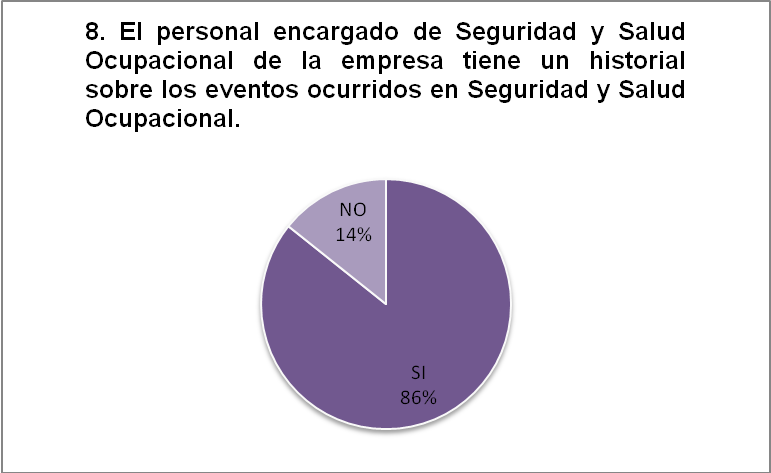 8. El personal encargado de Seguridad y Salud
Ocupacional de la empresa tiene un historial
sobre los eventos ocurridos en Seguridad y Salud
Ocupacional.
NO
14%
SI
86%